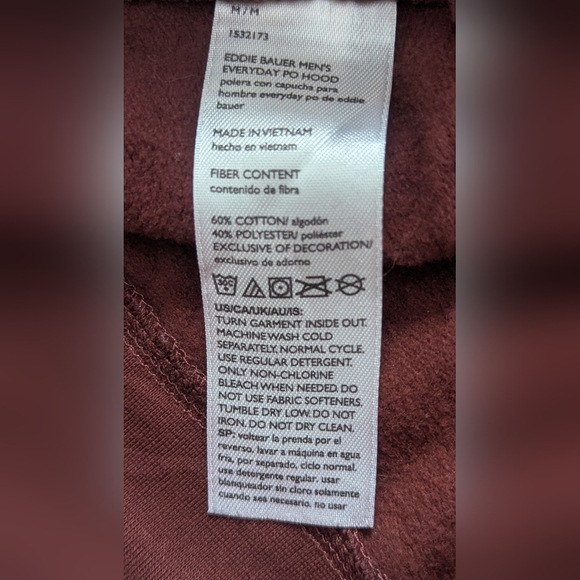 M / M
1532173
EDDIE BAUER MEN'S
EVERYDAY PO HOOD
polera con capucha para
hombre everyday po de eddie
bauer
MADE IN VIETNAM
hecho en vietnam
FIBER CONTENT
contenido de fibra
60% COTTON/ algodón
40% POLYESTER/ poliéster
EXCLUSIVE OF DECORATION/
exclusivo de adorno
30°
US/CA/UK/AU/IS:
TURN GARMENT INSIDE OUT.
MACHINE WASH COLD
SEPARATELY, NORMAL CYCLE.
USE REGULAR DETERGENT.
ONLY NON-CHLORINE
BLEACH WHEN NEEDED. DO
NOT USE FABRIC SOFTENERS.
TUMBLE DRY LOW. DO NOT
IRON. DO NOT DRY CLEAN.
SP: voltear la prenda por el
reverso, lavar a máquina en agua
fría, por separado, ciclo normal.
use detergente regular. usar
blanqueador sin cloro solamente
cuando sea necesario. no usar